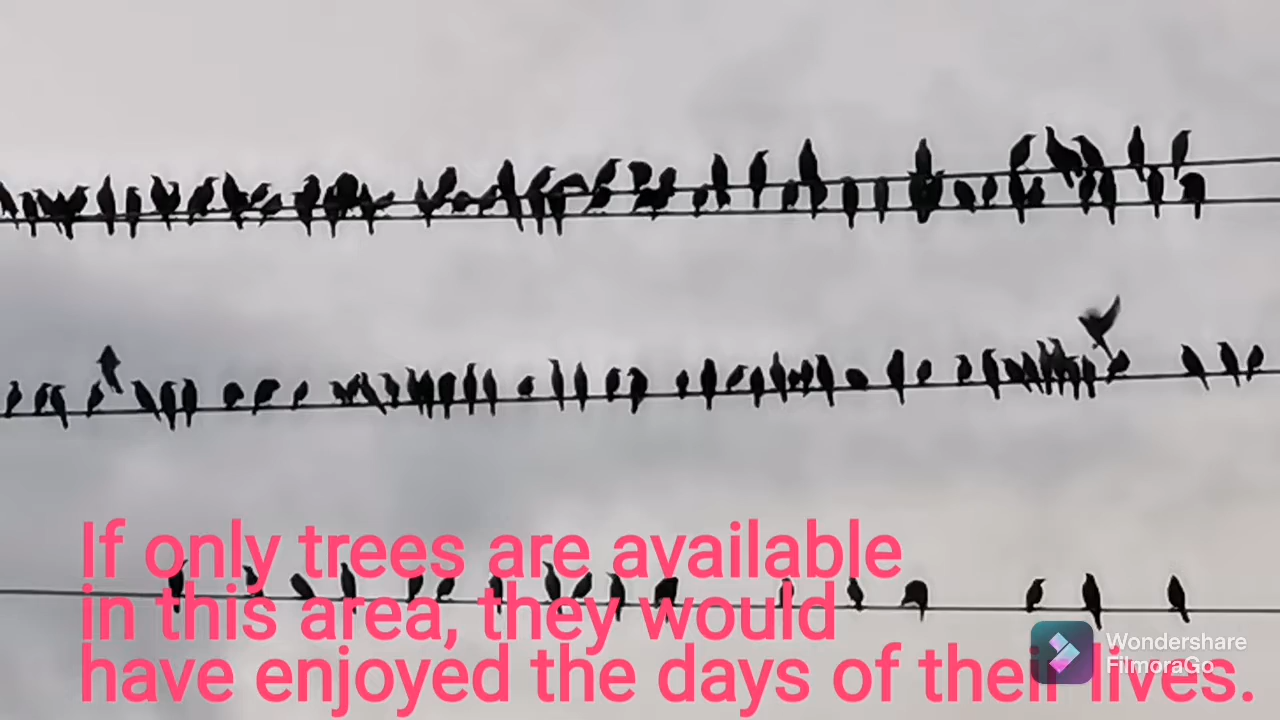 If only trees are available
in this area, they would
have enjoyed the days of their lives.
Wondershare
FilmoraGo